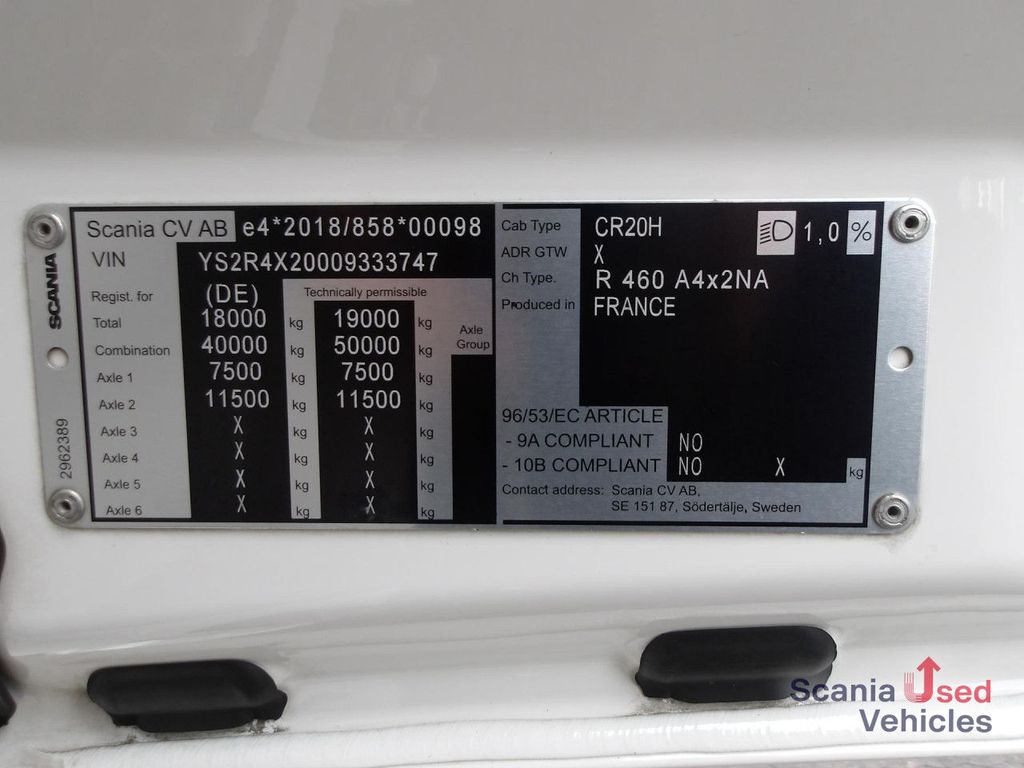 SCANIA
2962389
Scania CV AB e4*2018/858*00098
VIN YS2R4X20009333747
Regist. for (DE) Technically permissible
Total 18000 kg 19000 kg Axle
Combination 40000 kg 50000 kg Group
Axle 1 7500 kg 7500 kg
Axle 2 11500 kg 11500 kg
Axle 3 X kg X kg
Axle 4 X kg X kg
Axle 5 X kg X kg
Axle 6 X kg X kg
Cab Type CR20H 1,0 %
ADR GTW X
Ch Type. R 460 A4x2NA
Produced in FRANCE
96/53/EC ARTICLE
- 9A COMPLIANT NO
- 10B COMPLIANT NO X kg
Contact address: Scania CV AB,
SE 151 87, Södertälje, Sweden
Scania Used
Vehicles